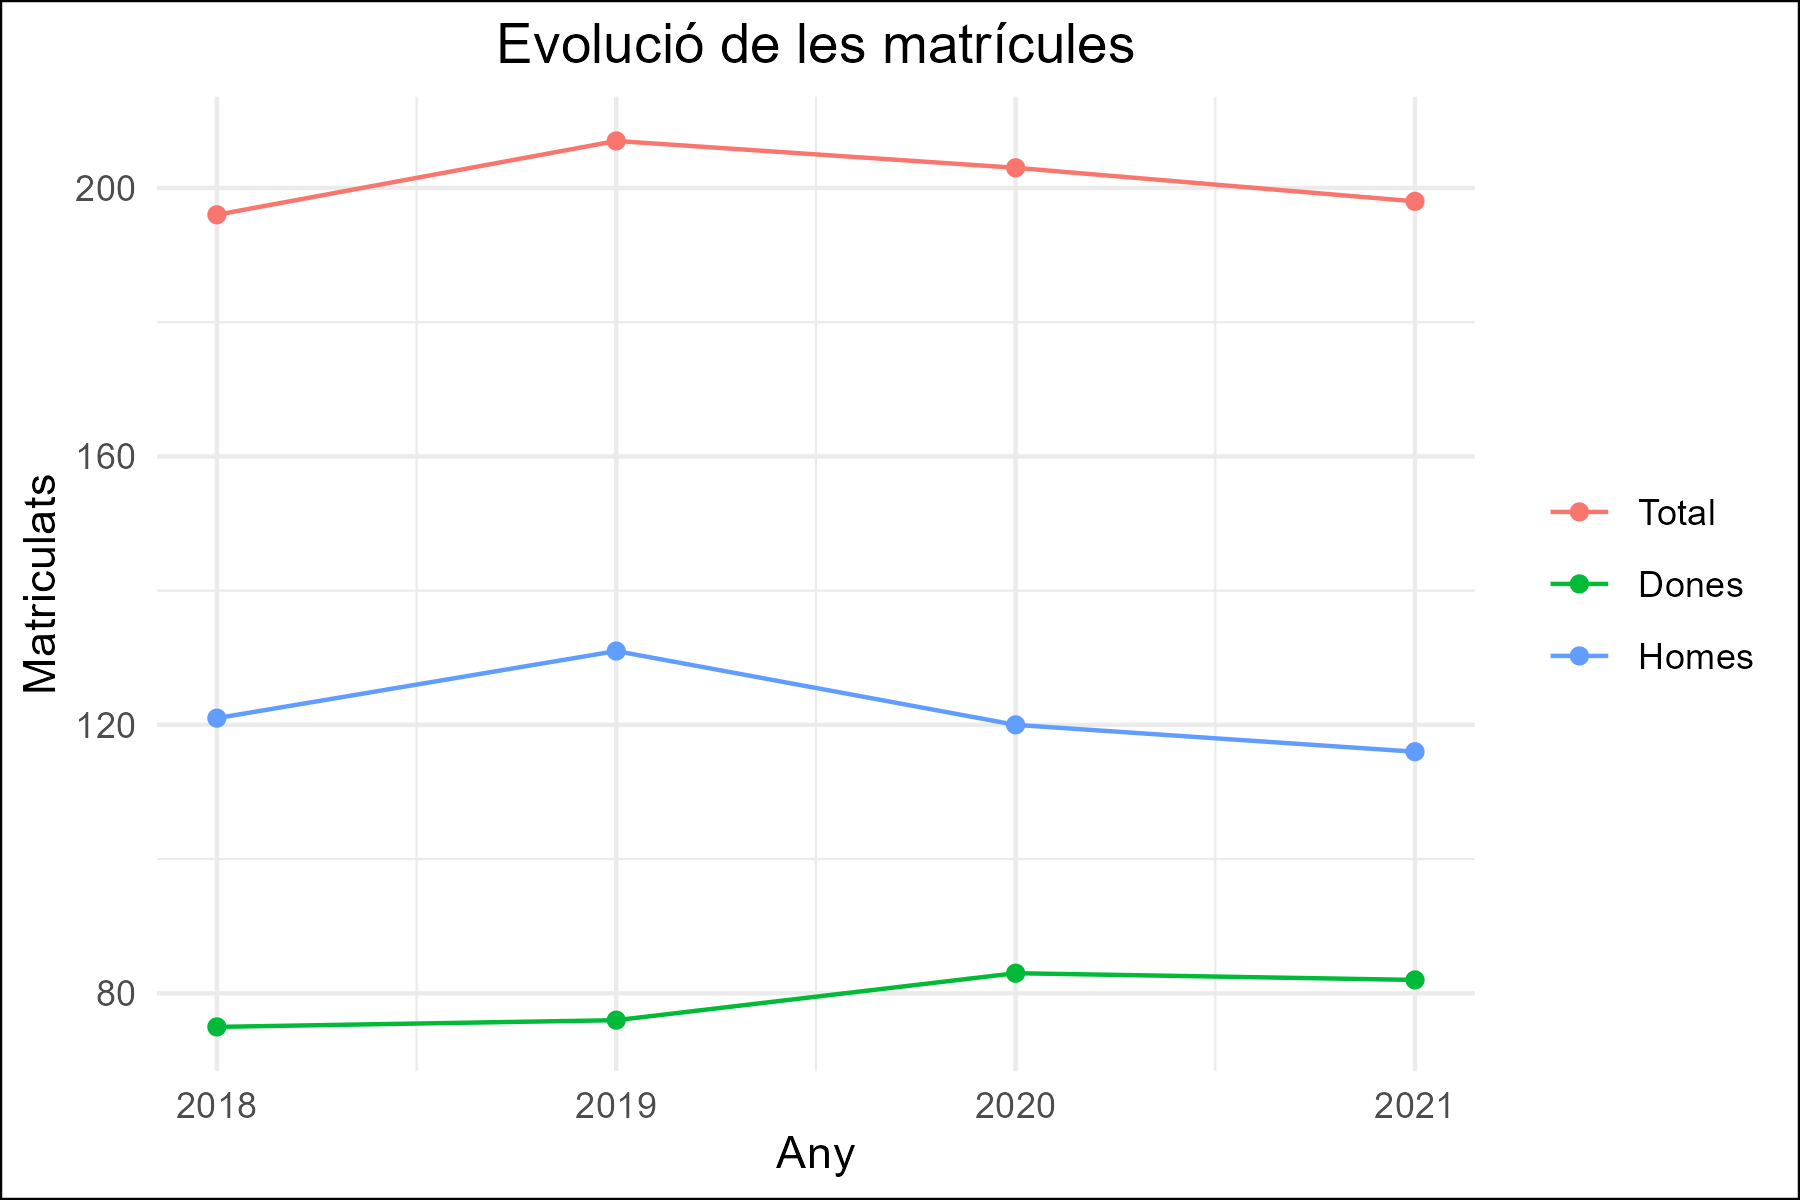 Evolució de les matrícules
200
160
120
80
Matriculats
2018
2019
2020
2021
Any
Total
Dones
Homes